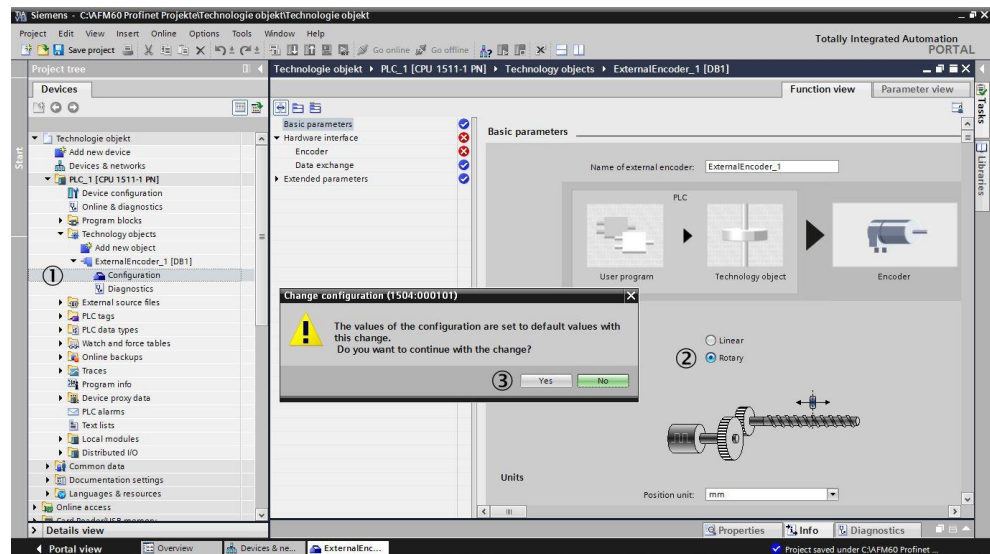 Siemens - C:\AFM60 Profinet Projekte\Technologie objekt\Technologie objekt
Project Edit View Insert Online Options Tools Window Help
Totally Integrated Automation
PORTAL
Save project Go online Go offline
Project tree
Technologie objekt PLC_1 [CPU 1511-1 PN] Technology objects ExternalEncoder_1 [DB1]
Devices
Function view Parameter view
Start
Tasks
Libraries
Technologie objekt
Add new device
Devices & networks
PLC_1 [CPU 1511-1 PN]
Device configuration
Online & diagnostics
Program blocks
Technology objects
Add new object
ExternalEncoder_1 [DB1]
① Configuration
Diagnostics
External source files
PLC tags
PLC data types
Watch and force tables
Online backups
Traces
Program info
Device proxy data
PLC alarms
Text lists
Local modules
Distributed I/O
Common data
Documentation settings
Languages & resources
Online access
Card Reader/USB memory
Details view
Basic parameters
Hardware interface
Encoder
Data exchange
Extended parameters
Basic parameters
Name of external encoder: ExternalEncoder_1
PLC
User program Technology object Encoder
Change configuration (1504:000101)
The values of the configuration are set to default values with
this change.
Do you want to continue with the change?
③ Yes No
Linear
② Rotary
Units
Position unit: mm
Properties Info Diagnostics
Portal view Overview Devices & ne... ExternalEnc...
Project saved under C:\AFM60 Profinet ...